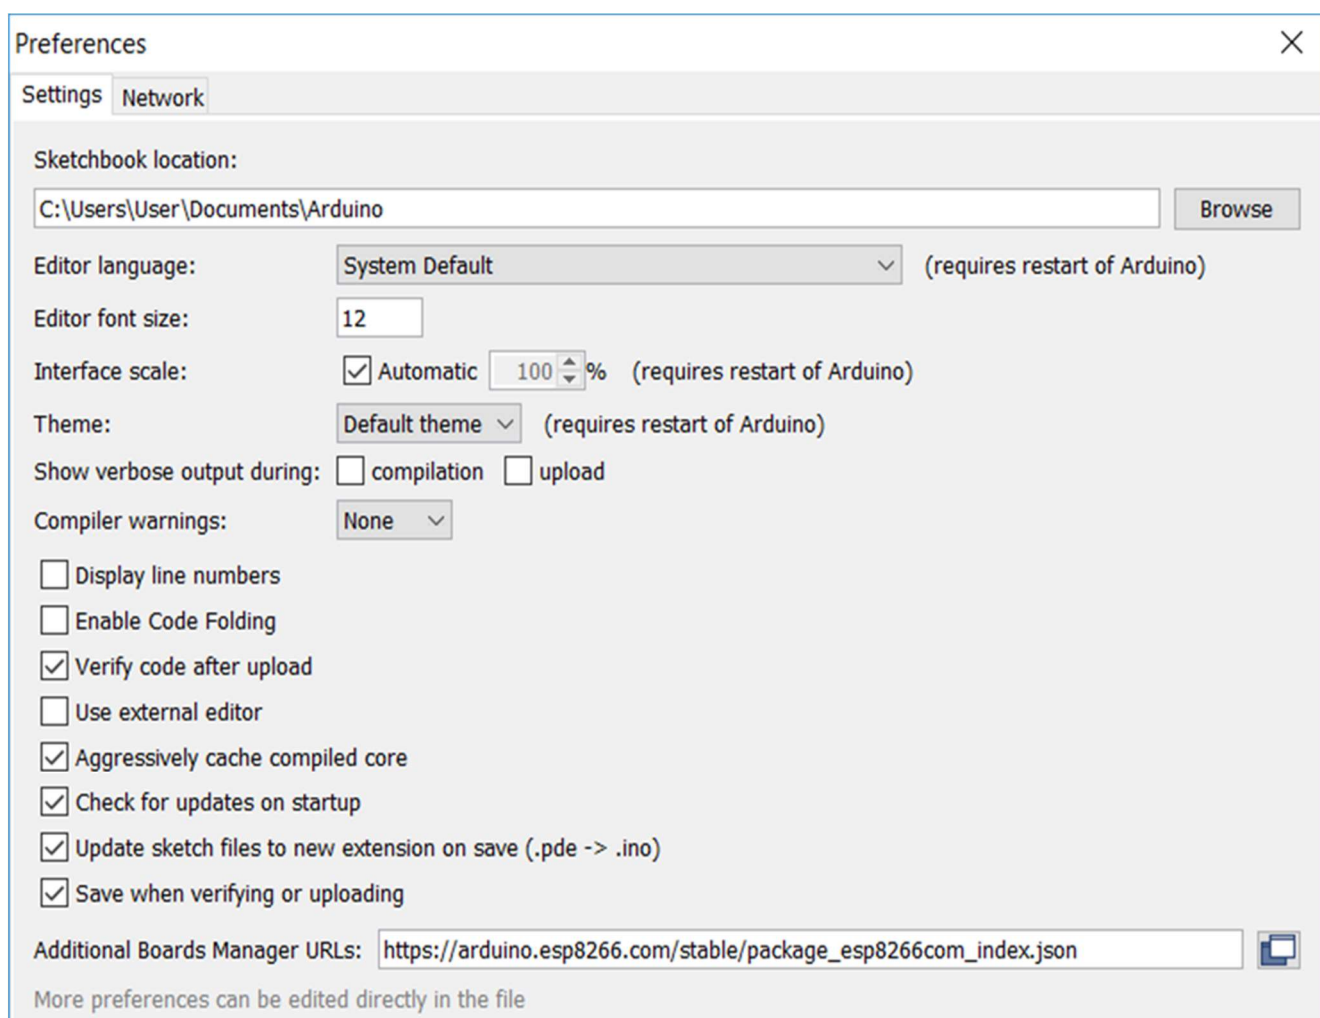 Preferences
Settings Network
Sketchbook location:
C:\Users\User\Documents\Arduino Browse
Editor language: System Default (requires restart of Arduino)
Editor font size: 12
Interface scale: Automatic 100 % (requires restart of Arduino)
Theme: Default theme (requires restart of Arduino)
Show verbose output during: compilation upload
Compiler warnings: None
Display line numbers
Enable Code Folding
Verify code after upload
Use external editor
Aggressively cache compiled core
Check for updates on startup
Update sketch files to new extension on save (.pde -> .ino)
Save when verifying or uploading
Additional Boards Manager URLs: https://arduino.esp8266.com/stable/package_esp8266com_index.json
More preferences can be edited directly in the file